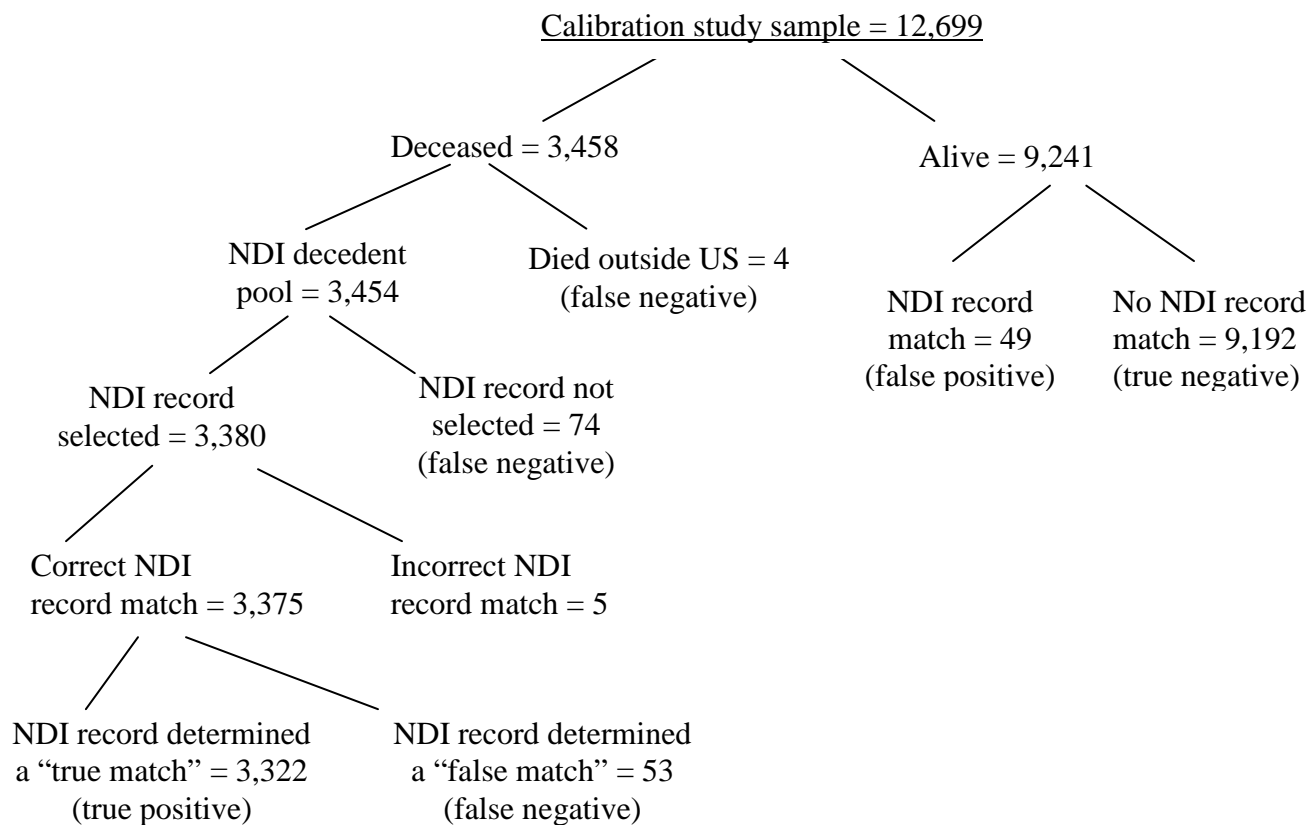 Calibration study sample = 12,699
Deceased = 3,458
Alive = 9,241
NDI decedent
pool = 3,454
Died outside US = 4
(false negative)
NDI record
match = 49
(false positive)
No NDI record
match = 9,192
(true negative)
NDI record
selected = 3,380
NDI record not
selected = 74
(false negative)
Correct NDI
record match = 3,375
Incorrect NDI
record match = 5
NDI record determined
a “true match” = 3,322
(true positive)
NDI record determined
a “false match” = 53
(false negative)